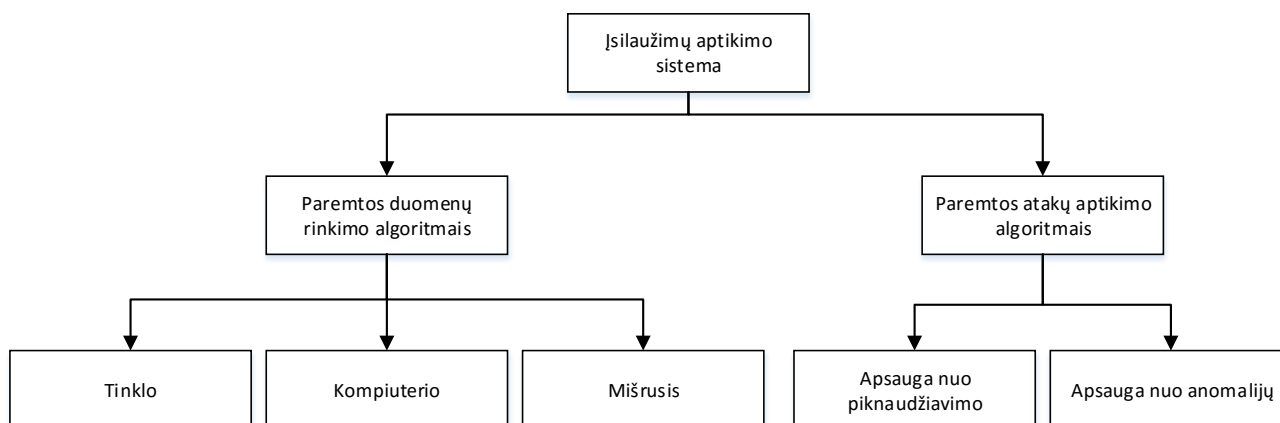 Įsilaužimų aptikimo
sistema
Paremtos duomenų
rinkimo algoritmais
Paremtos atakų aptikimo
algoritmais
Tinklo
Kompiuterio
Mišrusis
Apsauga nuo
piknaudžiavimo
Apsauga nuo anomalijų